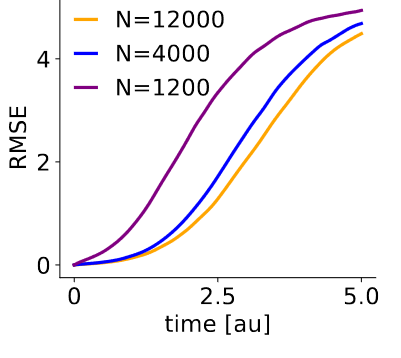 N=12000
N=4000
N=1200
RMSE
4
2
0
0 2.5 5.0
time [au]